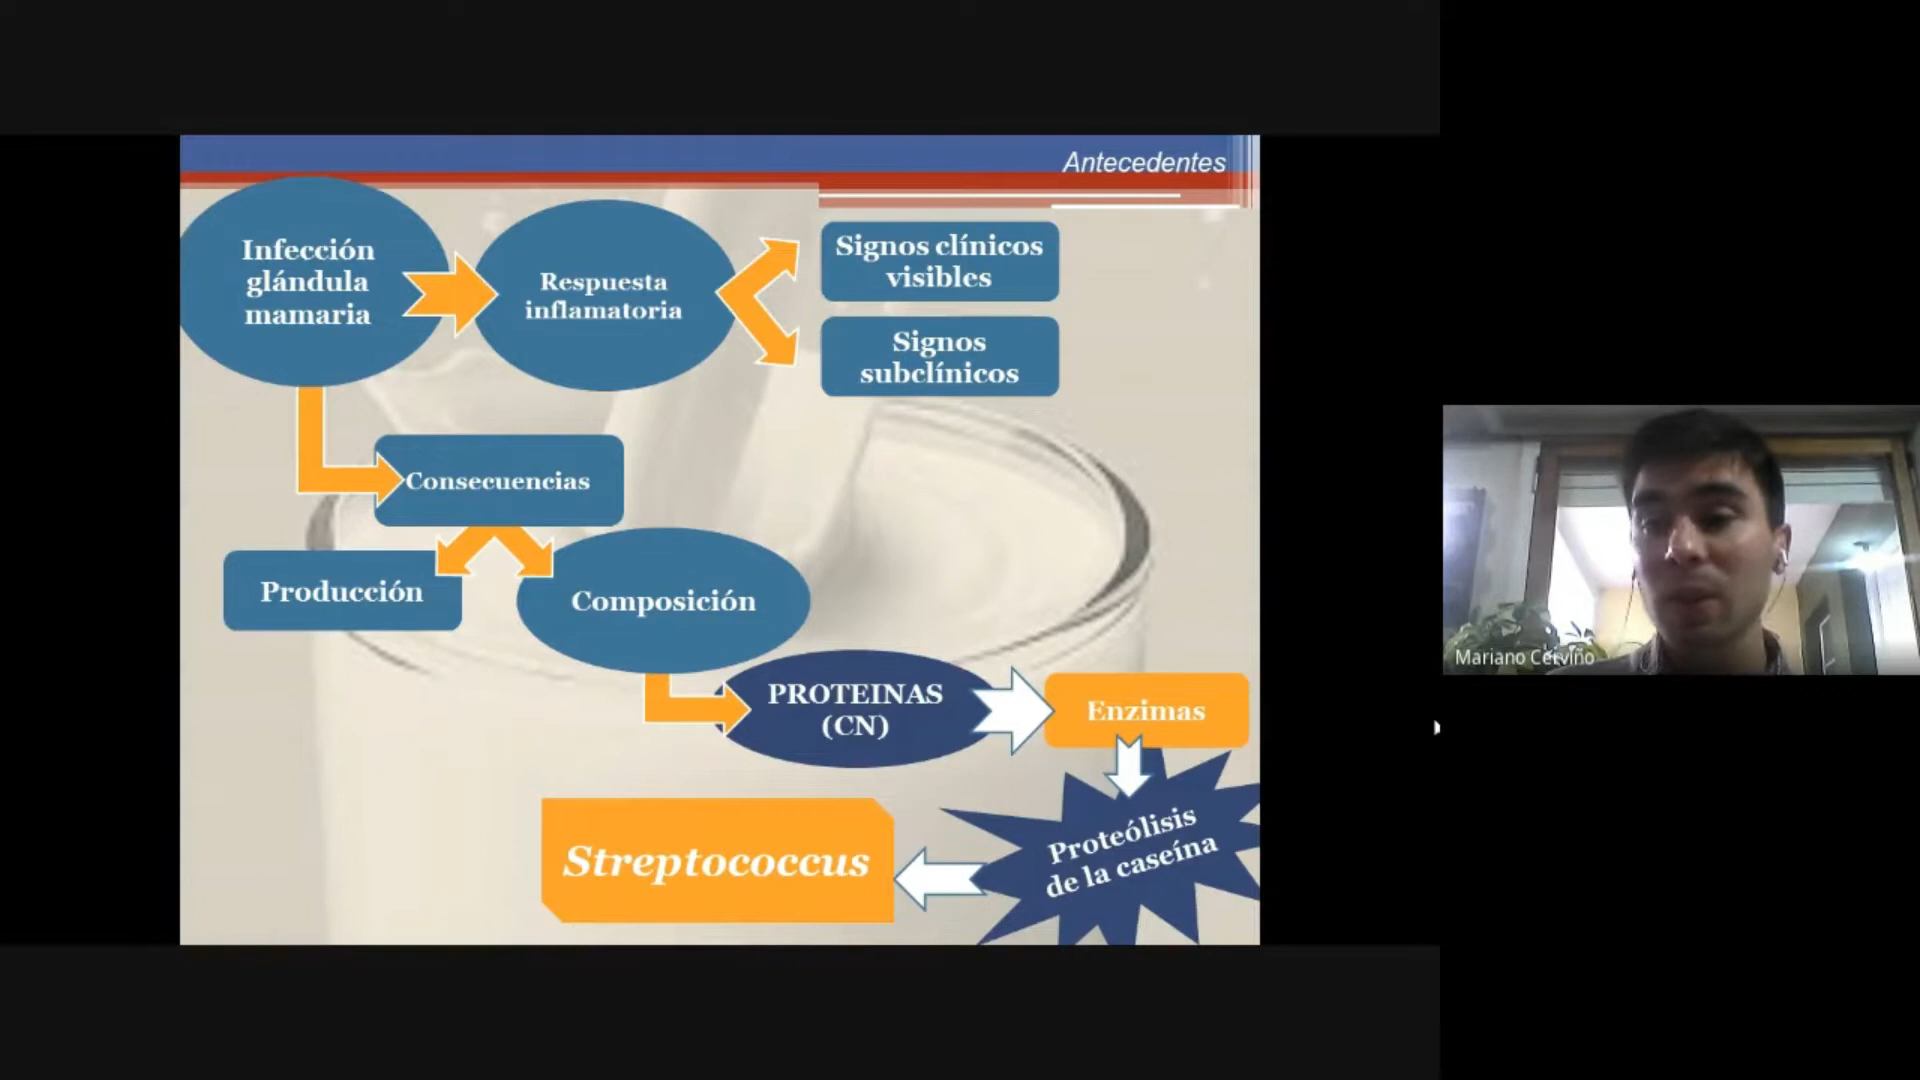 Antecedentes
Infección
glándula
mamaria
Respuesta
inflamatoria
Signos clínicos
visibles
Signos
subclínicos
Consecuencias
Producción
Composición
PROTEINAS
(CN)
Enzimas
Proteólisis
de la caseína
Streptococcus
Mariano Cerviño